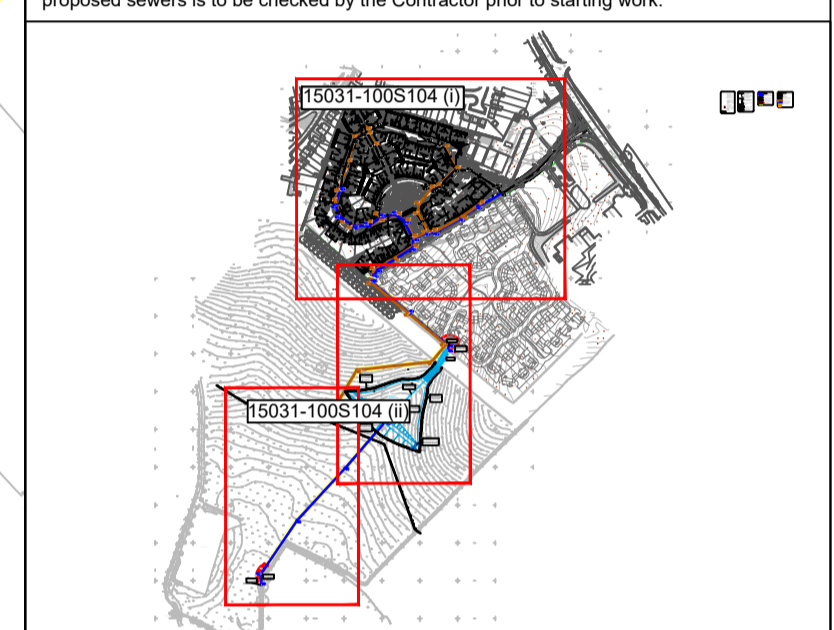 proposed sewers is to be checked by the Contractor prior to starting work.
15031-100S104 (i)
15031-100S104 (ii)